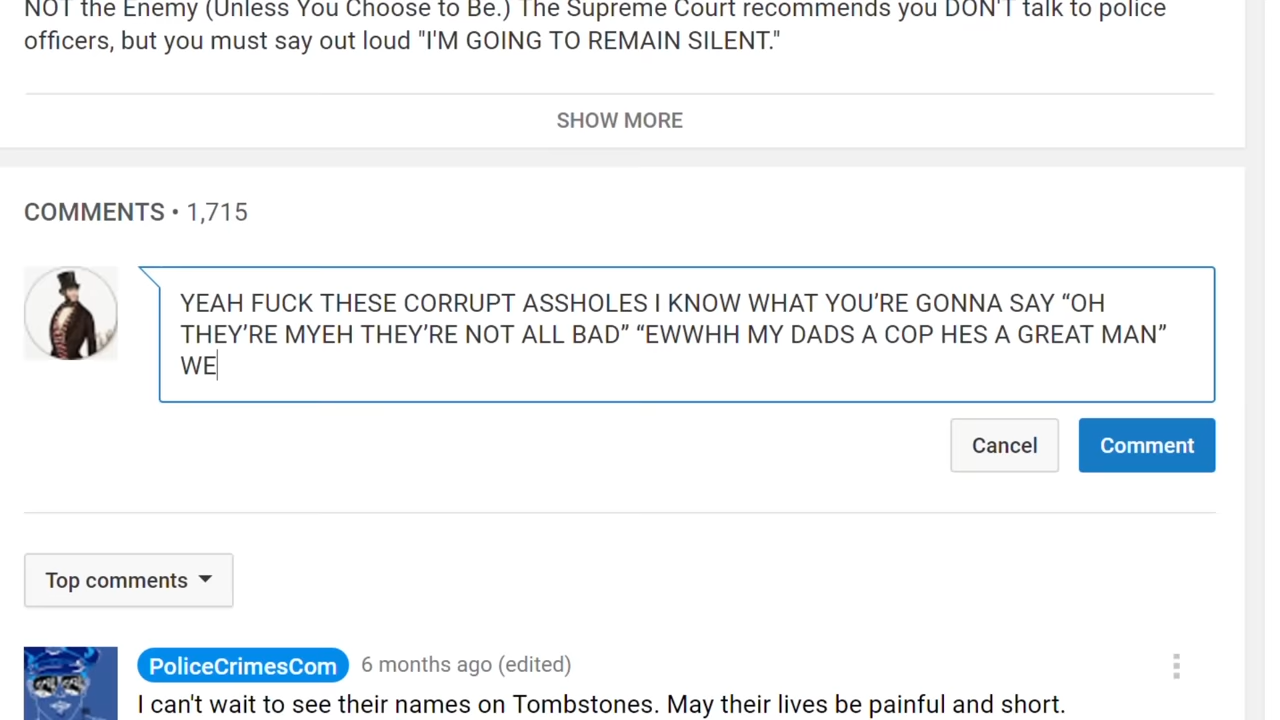 NOT the Enemy (Unless You Choose to Be.) The Supreme Court recommends you DON'T talk to police
officers, but you must say out loud "I'M GOING TO REMAIN SILENT."
SHOW MORE
COMMENTS • 1,715
YEAH FUCK THESE CORRUPT ASSHOLES I KNOW WHAT YOU’RE GONNA SAY “OH
THEY’RE MYEH THEY’RE NOT ALL BAD” “EWWHH MY DADS A COP HES A GREAT MAN”
WE
Cancel
Comment
Top comments
PoliceCrimesCom 6 months ago (edited)
I can't wait to see their names on Tombstones. May their lives be painful and short.